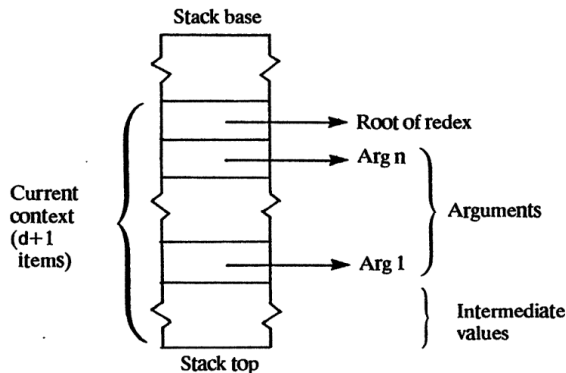 Stack base
Root of redex
Arg n
Current
context
(d+1
items)
Arguments
Arg 1
Intermediate
values
Stack top